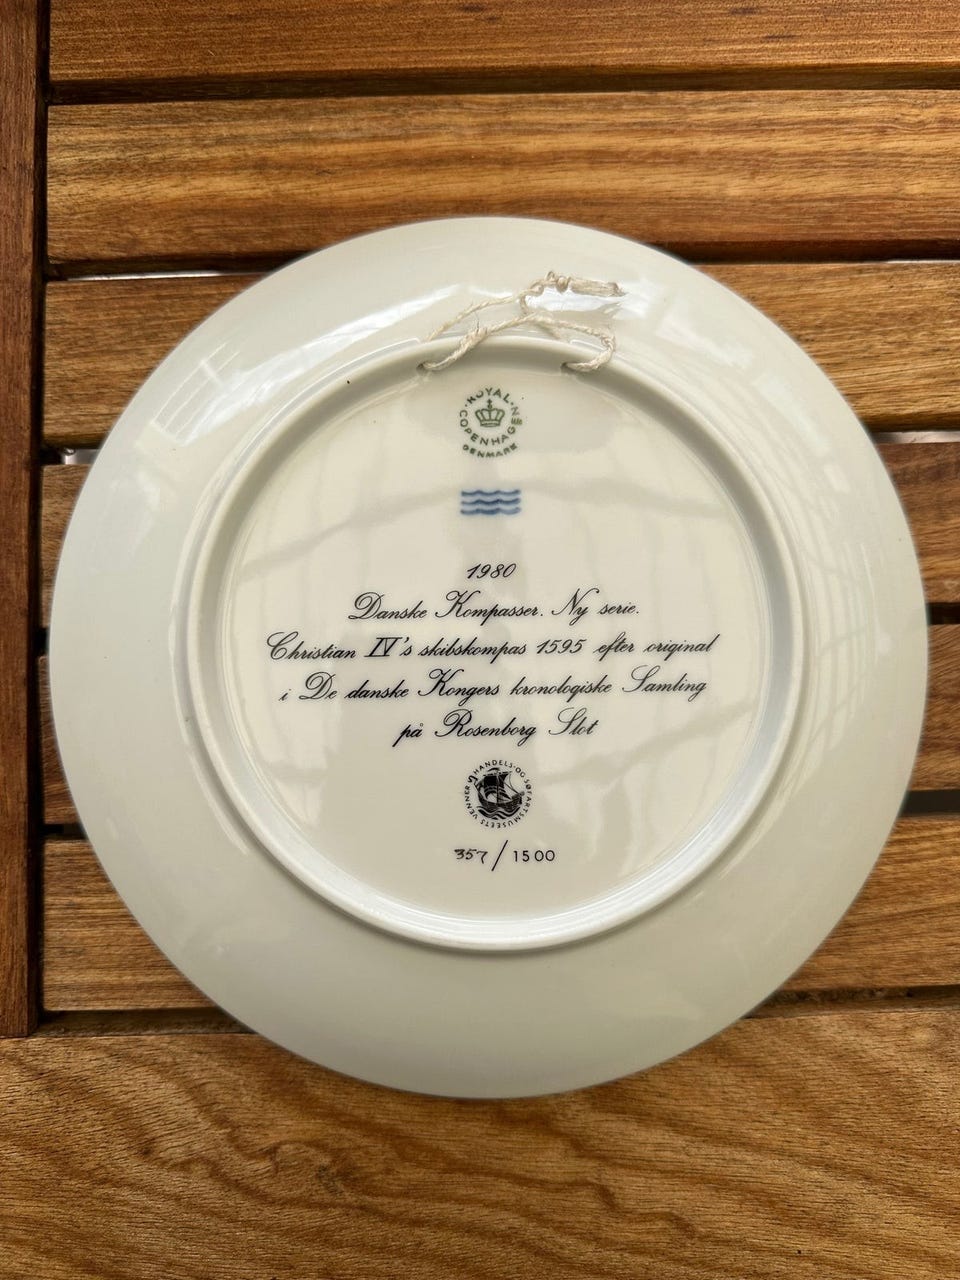 ROYAL
COPENHAGEN
DENMARK
1980
Danske Kompasser. Ny serie.
Christian IV's skibskompas 1595 efter original
i De danske Kongers kronologiske Samling
på Rosenborg Slot
HANDELS- OG SØFARTSMUSEETS VENNER
357/1500